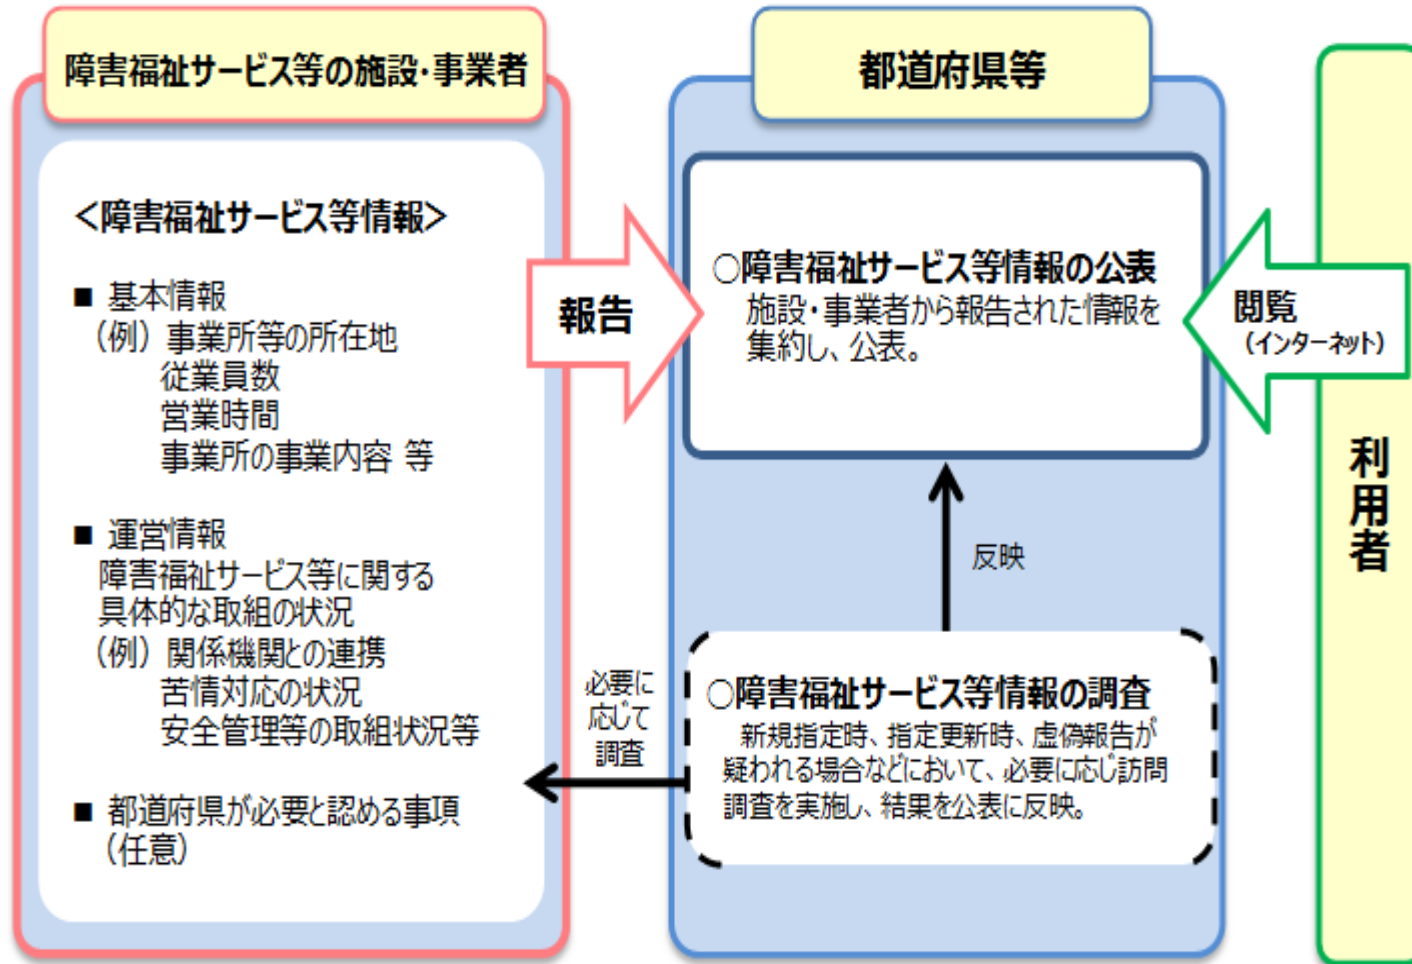 障害福祉サービス等の施設・事業者
＜障害福祉サービス等情報＞
■ 基本情報
（例）事業所等の所在地
従業員数
営業時間
事業所の事業内容 等
■ 運営情報
障害福祉サービス等に関する
具体的な取組の状況
（例）関係機関との連携
苦情対応の状況
安全管理等の取組状況等
■ 都道府県が必要と認める事項
（任意）
報告
必要に
応じて
調査
都道府県等
○障害福祉サービス等情報の公表
施設・事業者から報告された情報を
集約し、公表。
反映
○障害福祉サービス等情報の調査
新規指定時、指定更新時、虚偽報告が
疑われる場合などにおいて、必要に応じ訪問
調査を実施し、結果を公表に反映。
閲覧
（インターネット）
利用者